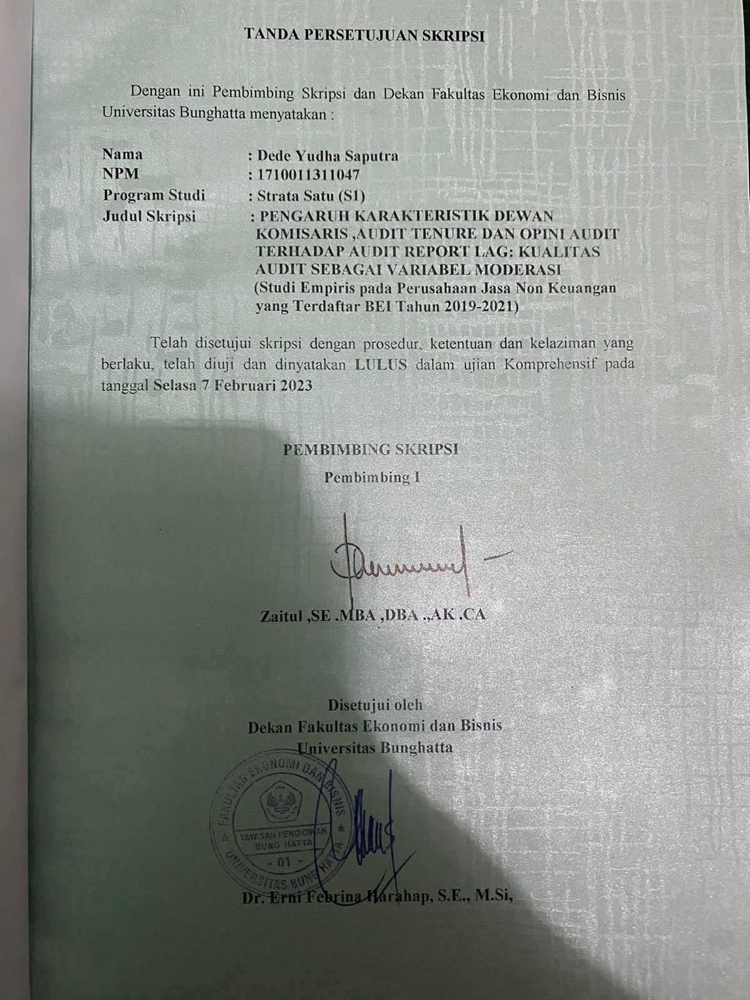 TANDA PERSETUJUAN SKRIPSI
Dengan ini Pembimbing Skripsi dan Dekan Fakultas Ekonomi dan Bisnis
Universitas Bunghatta menyatakan :
Nama : Dede Yudha Saputra
NPM : 1710011311047
Program Studi : Strata Satu (S1)
Judul Skripsi : PENGARUH KARAKTERISTIK DEWAN
KOMISARIS ,AUDIT TENURE DAN OPINI AUDIT
TERHADAP AUDIT REPORT LAG: KUALITAS
AUDIT SEBAGAI VARIABEL MODERASI
(Studi Empiris pada Perusahaan Jasa Non Keuangan
yang Terdaftar BEI Tahun 2019-2021)
Telah disetujui skripsi dengan prosedur, ketentuan dan kelaziman yang
berlaku, telah diuji dan dinyatakan LULUS dalam ujian Komprehensif pada
tanggal Selasa 7 Februari 2023
PEMBIMBING SKRIPSI
Pembimbing I
Zaitul ,SE .MBA ,DBA .,AK .CA
Disetujui oleh
Dekan Fakultas Ekonomi dan Bisnis
Universitas Bunghatta
FAKULTAS EKONOMI DAN BISNIS
YAYASAN PENDIDIKAN
BUNG HATTA
- 01 -
UNIVERSITAS BUNG HATTA
Dr. Erni Febrina Harahap, S.E., M.Si,